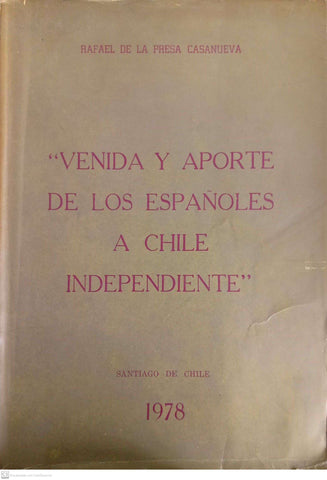 RAFAEL DE LA PRESA CASANUEVA
"VENIDA Y APORTE
DE LOS ESPAÑOLES
A CHILE
INDEPENDIENTE"
SANTIAGO DE CHILE
1978